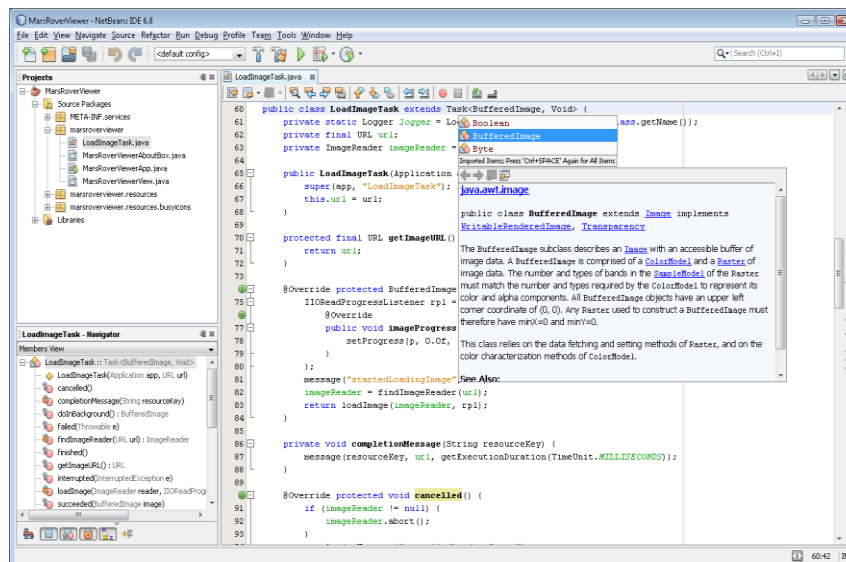 MarsRoverViewer - NetBeans IDE 6.8
File Edit View Navigate Source Refactor Run Debug Profile Team Tools Window Help
<default config>
Search (Ctrl+I)
Projects
MarsRoverViewer
Source Packages
META-INF.services
marsroverviewer
LoadImageTask.java
MarsRoverViewerAboutBox.java
MarsRoverViewerApp.java
MarsRoverViewerView.java
marsroverviewer.resources
marsroverviewer.resources.busyicons
Libraries
LoadImageTask - Navigator
Members View
LoadImageTask :: Task<BufferedImage, Void>
LoadImageTask(Application app, URL url)
cancelled()
completionMessage(String resourceKey)
doInBackground() : BufferedImage
failed(Throwable e)
findImageReader(URL url) : ImageReader
finished()
getImageURL() : URL
interrupted(InterruptedException e)
loadImage(ImageReader reader, IIOReadProg
succeeded(BufferedImage image)
LoadImageTask.java
60 public class LoadImageTask extends Task<BufferedImage, Void> {
61 private static Logger logger = Lo ass.getName());
62 private final URL url;
63 private ImageReader imageReader =
64
65 public LoadImageTask(Application
66 super(app, "LoadImageTask");
67 this.url = url;
68 }
69
70 protected final URL getImageURL()
71 return url;
72 }
73
@Override protected BufferedImage
75 IIOReadProgressListener rpl =
@Override
77 public void imageProgress
78 setProgress(p, 0.0f,
79 }
80 };
81 message("startedLoadingImage",
82 imageReader = findImageReader(url);
83 return loadImage(imageReader, rpl);
84 }
85
86 private void completionMessage(String resourceKey) {
87 message(resourceKey, url, getExecutionDuration(TimeUnit.MILLISECONDS));
88 }
89
@Override protected void cancelled() {
91 if (imageReader != null) {
92 imageReader.abort();
93 }
Boolean
BufferedImage
Byte
Imported Items; Press 'Ctrl+SPACE' Again for All Items
java.awt.image
public class BufferedImage extends Image implements
WritableRenderedImage, Transparency
The BufferedImage subclass describes an Image with an accessible buffer of
image data. A BufferedImage is comprised of a ColorModel and a Raster of
image data. The number and types of bands in the SampleModel of the Raster
must match the number and types required by the ColorModel to represent its
color and alpha components. All BufferedImage objects have an upper left
corner coordinate of (0, 0). Any Raster used to construct a BufferedImage must
therefore have minX=0 and minY=0.
This class relies on the data fetching and setting methods of Raster, and on the
color characterization methods of ColorModel.
See Also:
60:42